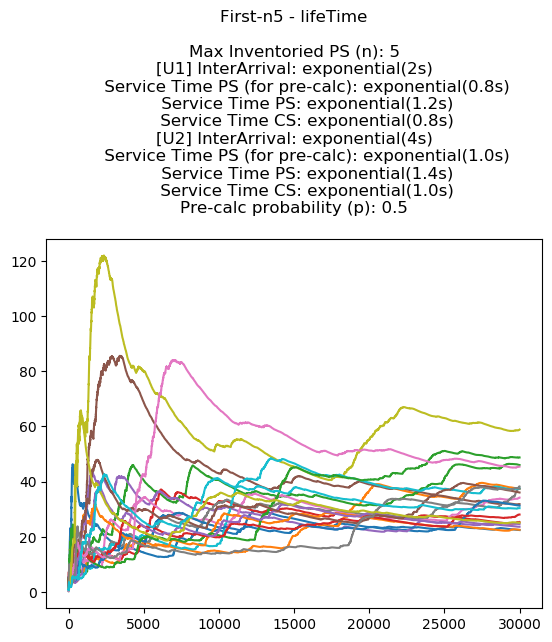 First-n5 - lifeTime
Max Inventoried PS (n): 5
[U1] InterArrival: exponential(2s)
Service Time PS (for pre-calc): exponential(0.8s)
Service Time PS: exponential(1.2s)
Service Time CS: exponential(0.8s)
[U2] InterArrival: exponential(4s)
Service Time PS (for pre-calc): exponential(1.0s)
Service Time PS: exponential(1.4s)
Service Time CS: exponential(1.0s)
Pre-calc probability (p): 0.5
120
100
80
60
40
20
0
0 5000 10000 15000 20000 25000 30000